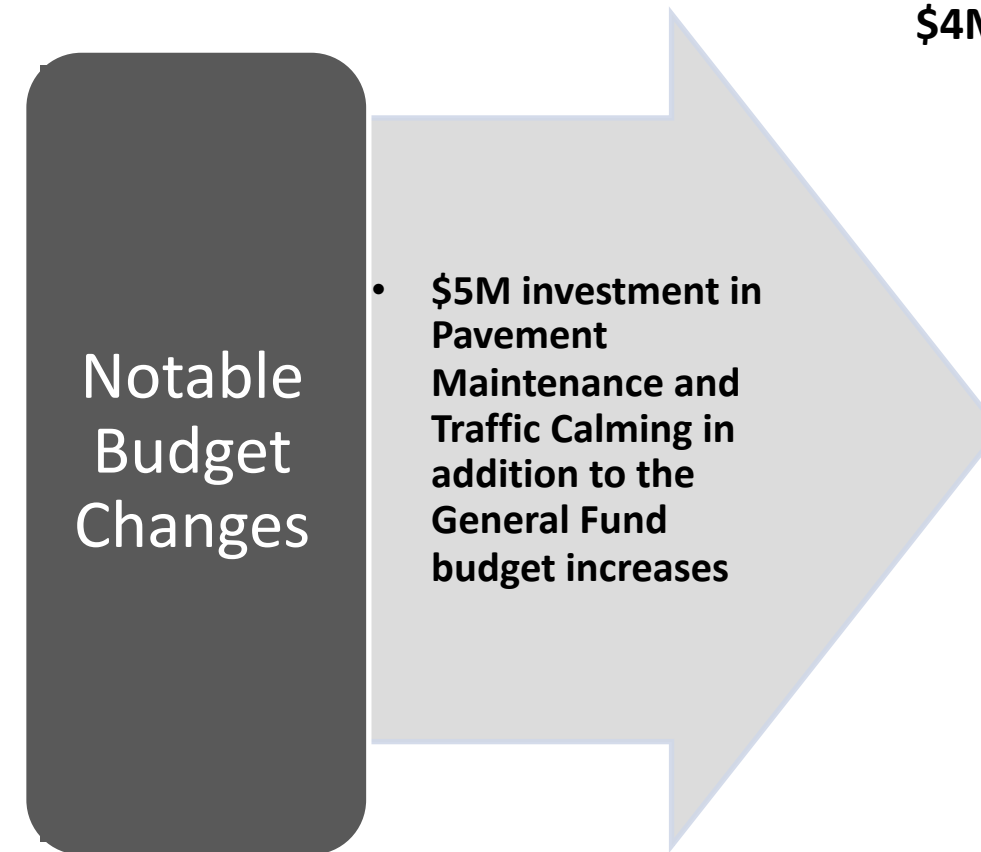 $4M
Notable
Budget
Changes
• $5M investment in
Pavement
Maintenance and
Traffic Calming in
addition to the
General Fund
budget increases